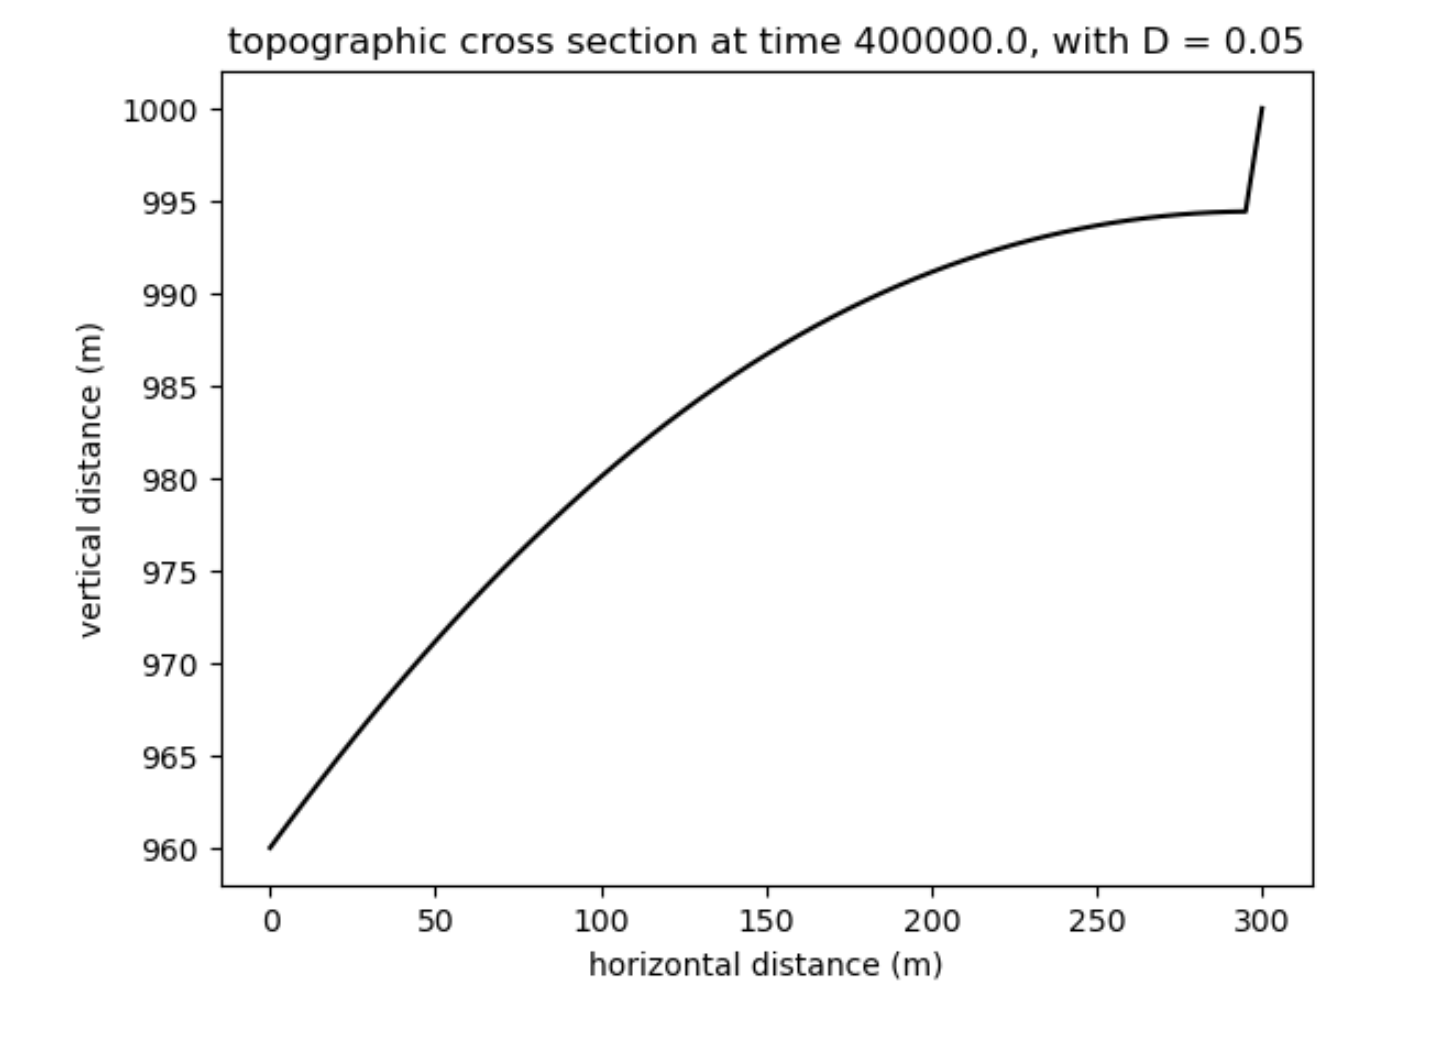 topographic cross section at time 400000.0, with D = 0.05
1000
995
990
985
980
975
970
965
960
vertical distance (m)
0 50 100 150 200 250 300
horizontal distance (m)